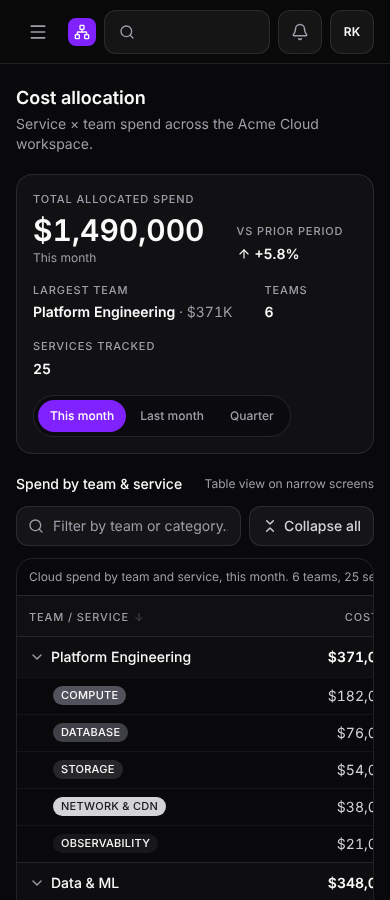 RK
Cost allocation
Service × team spend across the Acme Cloud
workspace.
TOTAL ALLOCATED SPEND
$1,490,000
This month
VS PRIOR PERIOD
↑ +5.8%
LARGEST TEAM
Platform Engineering · $371K
TEAMS
6
SERVICES TRACKED
25
This month Last month Quarter
Spend by team & service Table view on narrow screens
Filter by team or category. Collapse all
Cloud spend by team and service, this month. 6 teams, 25 se
TEAM / SERVICE ↓ COST
Platform Engineering $371,0
COMPUTE $182,0
DATABASE $76,0
STORAGE $54,0
NETWORK & CDN $38,0
OBSERVABILITY $21,0
Data & ML $348,0